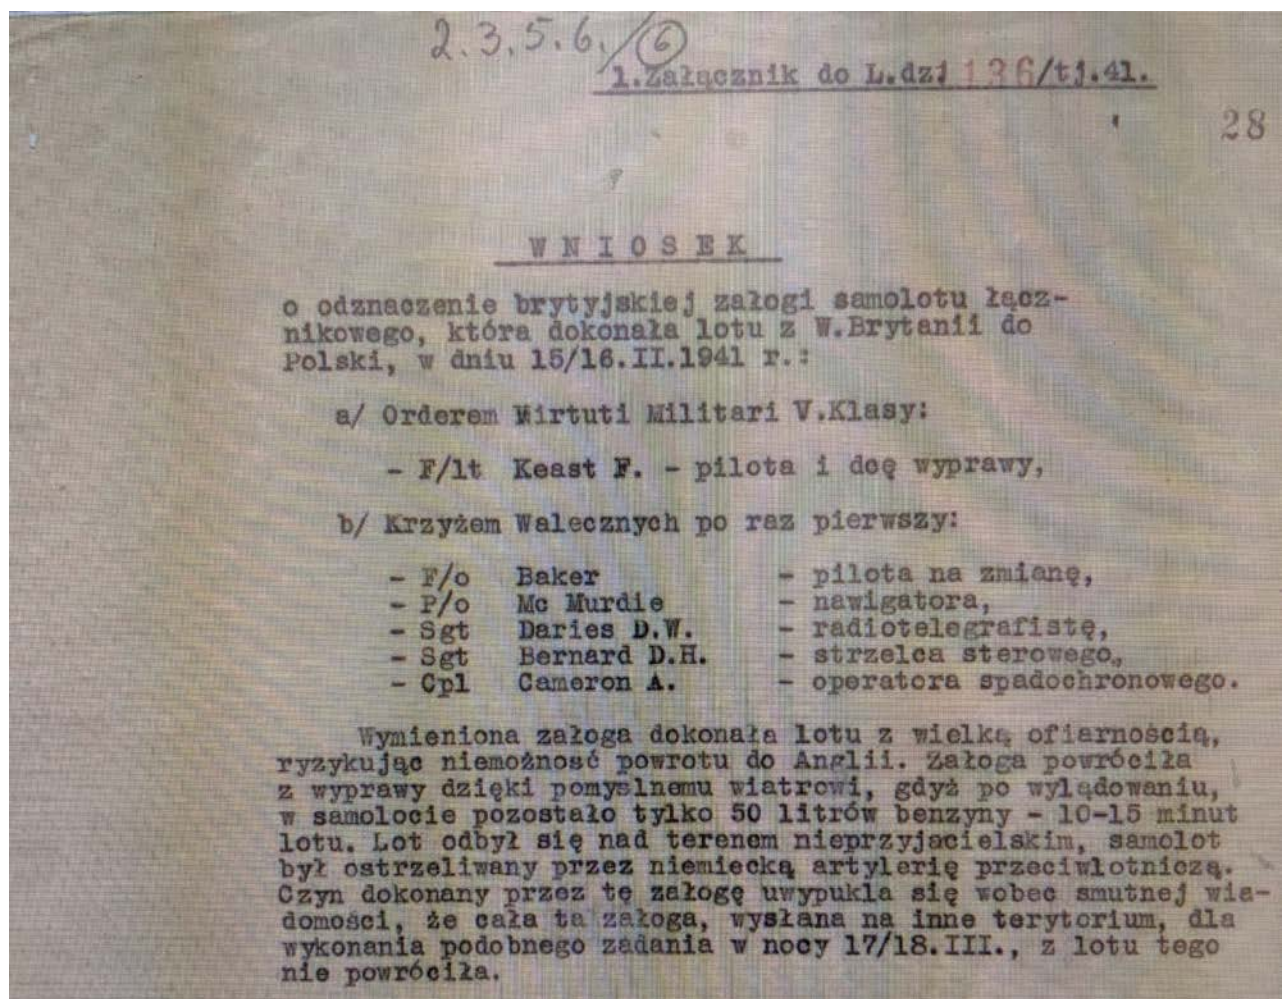 2.3.5.6./6
1.Załącznik do L.dzj 136/tj.41.
28
WNIOSEK
o odznaczenie brytyjskiej załogi samolotu łącz-
nikowego, która dokonała lotu z W.Brytanii do
Polski, w dniu 15/16.II.1941 r.:
a/ Orderem Wirtuti Militari V.Klasy:
- F/lt Keast F. - pilota i dcę wyprawy,
b/ Krzyżem Walecznych po raz pierwszy:
- F/o Baker - pilota na zmianę,
- P/o Mc Murdie - nawigatora,
- Sgt Daries D.W. - radiotelegrafistę,
- Sgt Bernard D.H. - strzelca sterowego,
- Cpl Cameron A. - operatora spadochronowego.
Wymieniona załoga dokonała lotu z wielką ofiarnością,
ryzykując niemożność powrotu do Anglii. Załoga powróciła
z wyprawy dzięki pomyslnemu wiatrowi, gdyż po wylądowaniu,
w samolocie pozostało tylko 50 litrów benzyny - 10-15 minut
lotu. Lot odbył się nad terenem nieprzyjacielskim, samolot
był ostrzeliwany przez niemiecką artylerię przeciwlotniczą.
Czyn dokonany przez tę załogę uwypukla się wobec smutnej wia-
domości, że cała ta załoga, wysłana na inne terytorium, dla
wykonania podobnego zadania w nocy 17/18.III., z lotu tego
nie powróciła.